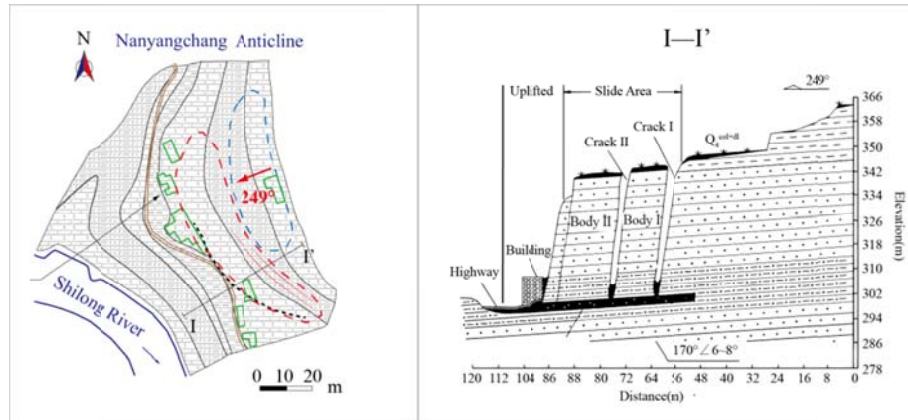 N
Nanyangchang Anticline
249°
I'
I
Shilong River
0 10 20 m
I—I'
249°
Uplifted
Slide Area
Crack I
Crack II
Body II
Body I
Building
Highway
170°∠6~8°
366
358
350
342
334
326
318
310
302
294
286
278
Elevation(m)
120 112 104 96 88 80 72 64 56 48 40 32 24 16 8 0
Distance(n)